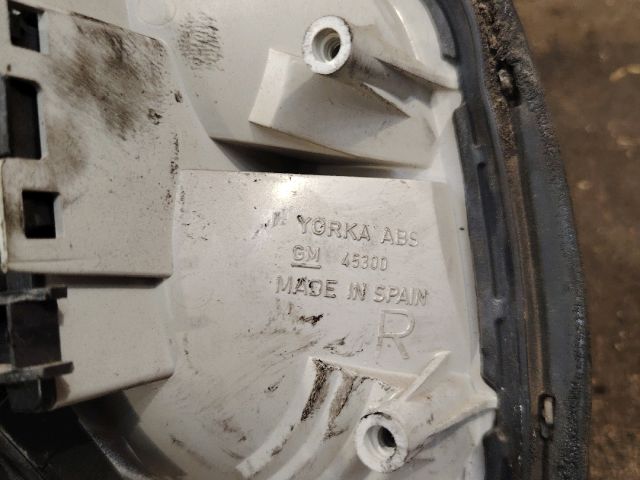 YORKA ABS
GM 45300
MADE IN SPAIN
R